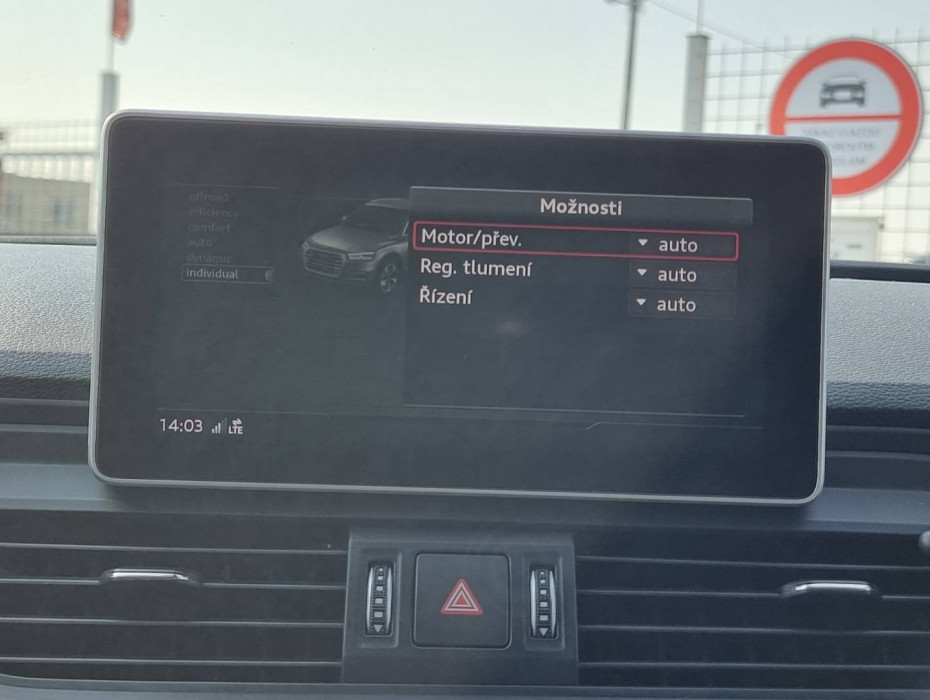 offroad
efficiency
comfort
auto
dynamic
individual
Možnosti
Motor/přev. auto
Reg. tlumení auto
Řízení auto
14:03 LTE